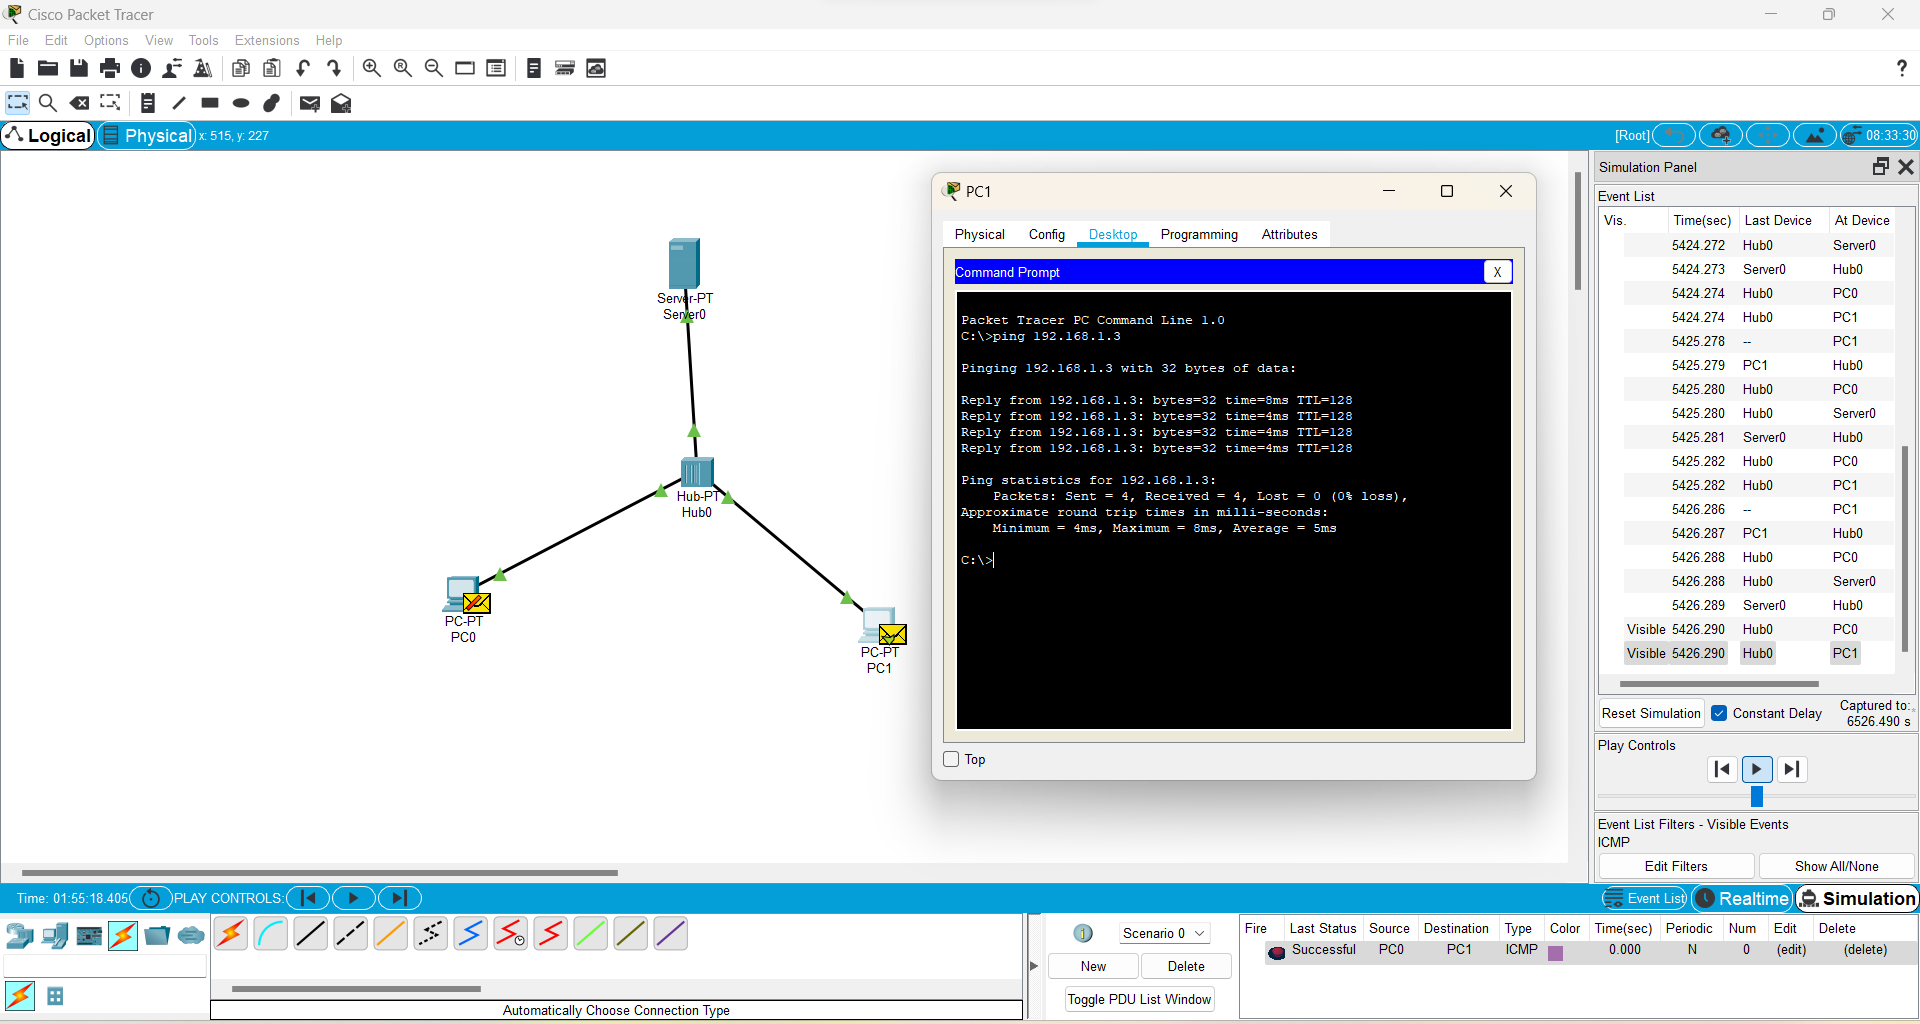 Cisco Packet Tracer
File Edit Options View Tools Extensions Help
?
Logical Physical x: 515, y: 227 [Root] 08:33:30
Simulation Panel
Event List
Vis. Time(sec) Last Device At Device
5424.272 Hub0 Server0
5424.273 Server0 Hub0
5424.274 Hub0 PC0
5424.274 Hub0 PC1
5425.278 -- PC1
5425.279 PC1 Hub0
5425.280 Hub0 PC0
5425.280 Hub0 Server0
5425.281 Server0 Hub0
5425.282 Hub0 PC0
5425.282 Hub0 PC1
5426.286 -- PC1
5426.287 PC1 Hub0
5426.288 Hub0 PC0
5426.288 Hub0 Server0
5426.289 Server0 Hub0
Visible 5426.290 Hub0 PC0
Visible 5426.290 Hub0 PC1
Reset Simulation Constant Delay Captured to:
6526.490 s
Play Controls
Event List Filters - Visible Events
ICMP
Edit Filters Show All/None
Server-PT
Server0
Hub-PT
Hub0
PC-PT
PC0
PC-PT
PC1
PC1
Physical Config Desktop Programming Attributes
Command Prompt X
Packet Tracer PC Command Line 1.0
C:\>ping 192.168.1.3
Pinging 192.168.1.3 with 32 bytes of data:
Reply from 192.168.1.3: bytes=32 time=8ms TTL=128
Reply from 192.168.1.3: bytes=32 time=4ms TTL=128
Reply from 192.168.1.3: bytes=32 time=4ms TTL=128
Reply from 192.168.1.3: bytes=32 time=4ms TTL=128
Ping statistics for 192.168.1.3:
Packets: Sent = 4, Received = 4, Lost = 0 (0% loss),
Approximate round trip times in milli-seconds:
Minimum = 4ms, Maximum = 8ms, Average = 5ms
C:\>
Top
Time: 01:55:18.405 PLAY CONTROLS: Event List Realtime Simulation
Automatically Choose Connection Type
1 Scenario 0
New Delete
Toggle PDU List Window
Fire Last Status Source Destination Type Color Time(sec) Periodic Num Edit Delete
Successful PC0 PC1 ICMP 0.000 N 0 (edit) (delete)